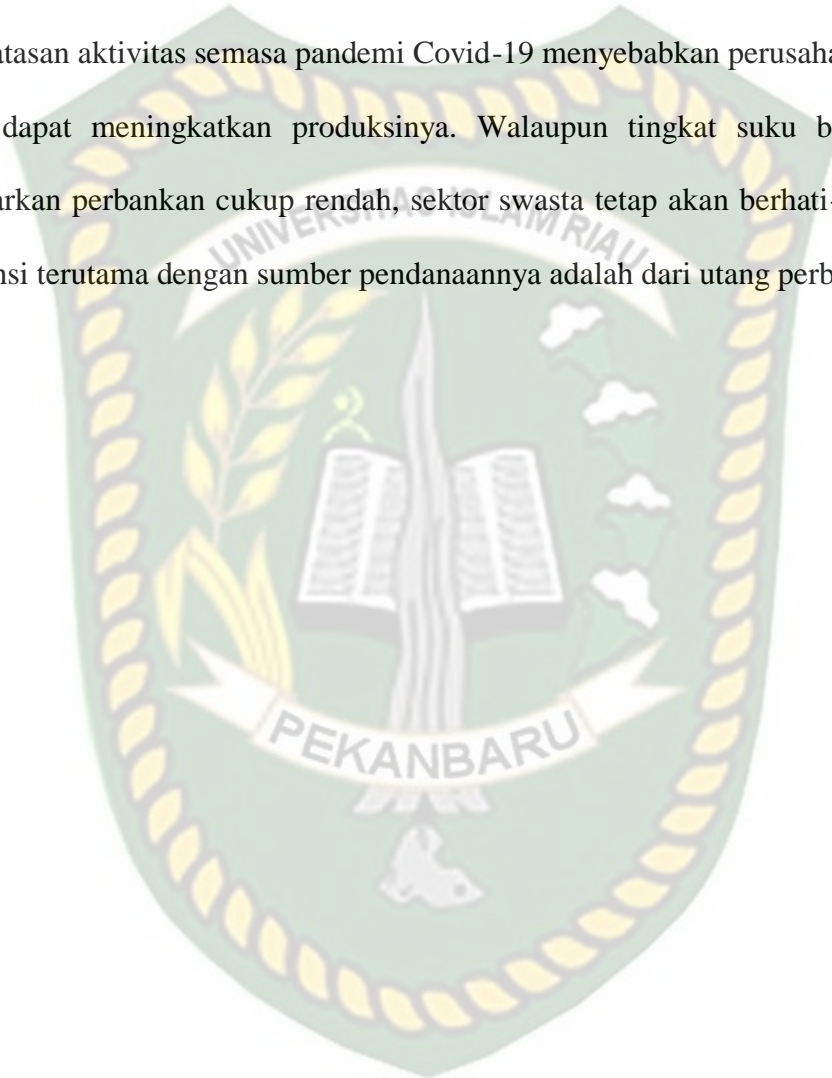 atasan aktivitas semasa pandemi Covid-19 menyebabkan perusaha
dapat meningkatkan produksinya. Walaupun tingkat suku b
arkan perbankan cukup rendah, sektor swasta tetap akan berhati-
nsi terutama dengan sumber pendanaannya adalah dari utang perb
UNIVERSITAS ISLAM RIAU
PEKANBARU